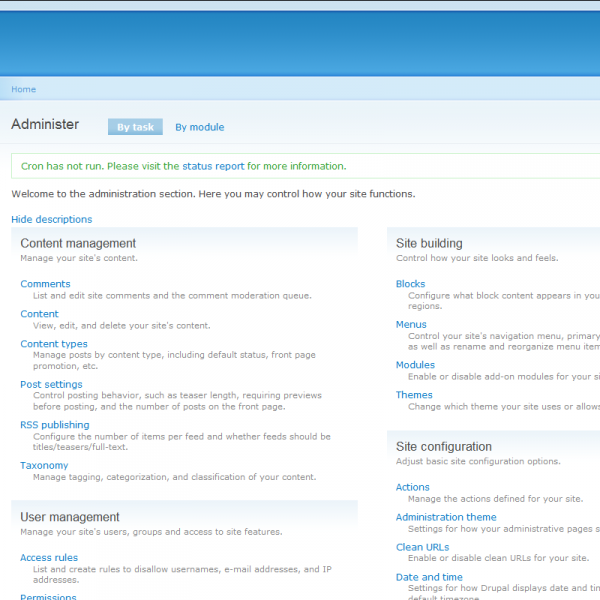 Home
Administer
By task
By module
Cron has not run. Please visit the status report for more information.
Welcome to the administration section. Here you may control how your site functions.
Hide descriptions
Content management
Manage your site's content.
Comments
List and edit site comments and the comment moderation queue.
Content
View, edit, and delete your site's content.
Content types
Manage posts by content type, including default status, front page
promotion, etc.
Post settings
Control posting behavior, such as teaser length, requiring previews
before posting, and the number of posts on the front page.
RSS publishing
Configure the number of items per feed and whether feeds should be
titles/teasers/full-text.
Taxonomy
Manage tagging, categorization, and classification of your content.
User management
Manage your site's users, groups and access to site features.
Access rules
List and create rules to disallow usernames, e-mail addresses, and IP
addresses.
Permissions
Site building
Control how your site looks and feels.
Blocks
Configure what block content appears in you
regions.
Menus
Control your site's navigation menu, primary
as well as rename and reorganize menu item
Modules
Enable or disable add-on modules for your si
Themes
Change which theme your site uses or allow
Site configuration
Adjust basic site configuration options.
Actions
Manage the actions defined for your site.
Administration theme
Settings for how your administrative pages s
Clean URLs
Enable or disable clean URLs for your site.
Date and time
Settings for how Drupal displays date and tim
default timezone.